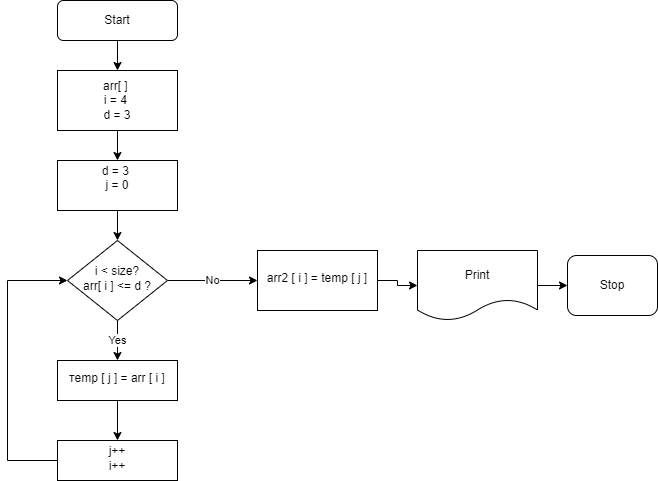 Start
arr[ ]
i = 4
d = 3
d = 3
j = 0
i < size?
arr[ i ] <= d ?
No
arr2 [ i ] = temp [ j ]
Print
Stop
Yes
тemp [ j ] = arr [ i ]
j++
i++